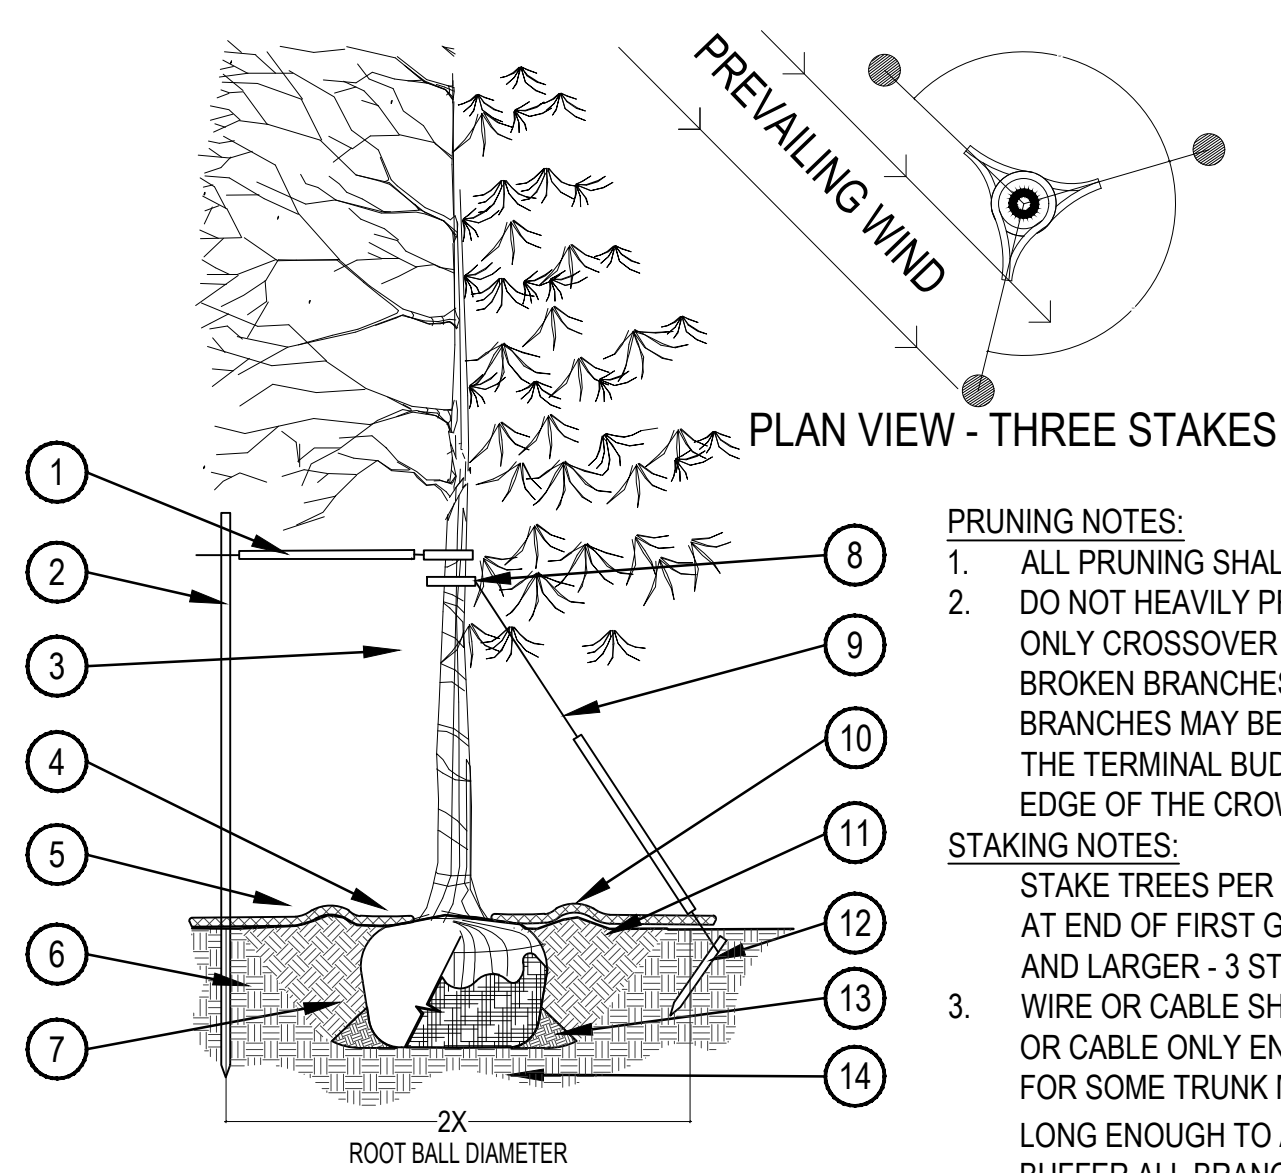 PREVAILING WIND
PLAN VIEW - THREE STAKES
1
2
3
4
5
6
7
8
9
10
11
12
13
14
2X
ROOT BALL DIAMETER
PRUNING NOTES:
1. ALL PRUNING SHAL
2. DO NOT HEAVILY
ONLY CROSSOVER
BROKEN BRANCHES
BRANCHES MAY BE
THE TERMINAL BUD
EDGE OF THE CROW
STAKING NOTES:
STAKE TREES PER
AT END OF FIRST G
AND LARGER - 3 ST
3. WIRE OR CABLE SH
OR CABLE ONLY EN
FOR SOME TRUNK
LONG ENOUGH TO
BUFFER ALL BRANC